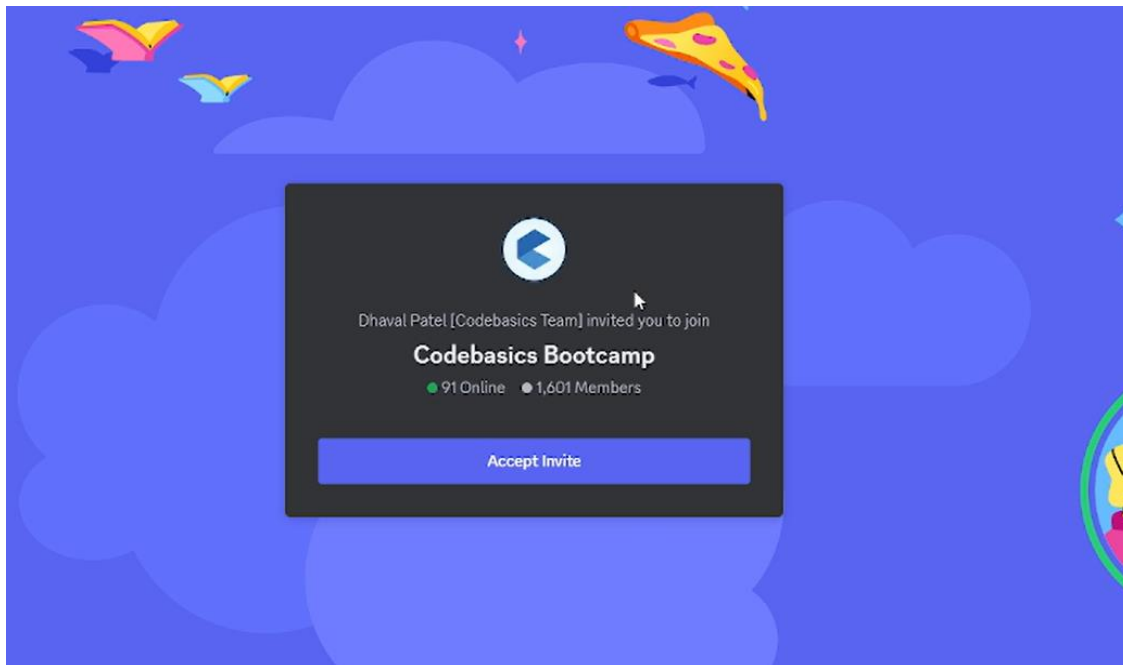 Dhaval Patel [Codebasics Team] invited you to join
Codebasics Bootcamp
91 Online 1,601 Members
Accept Invite